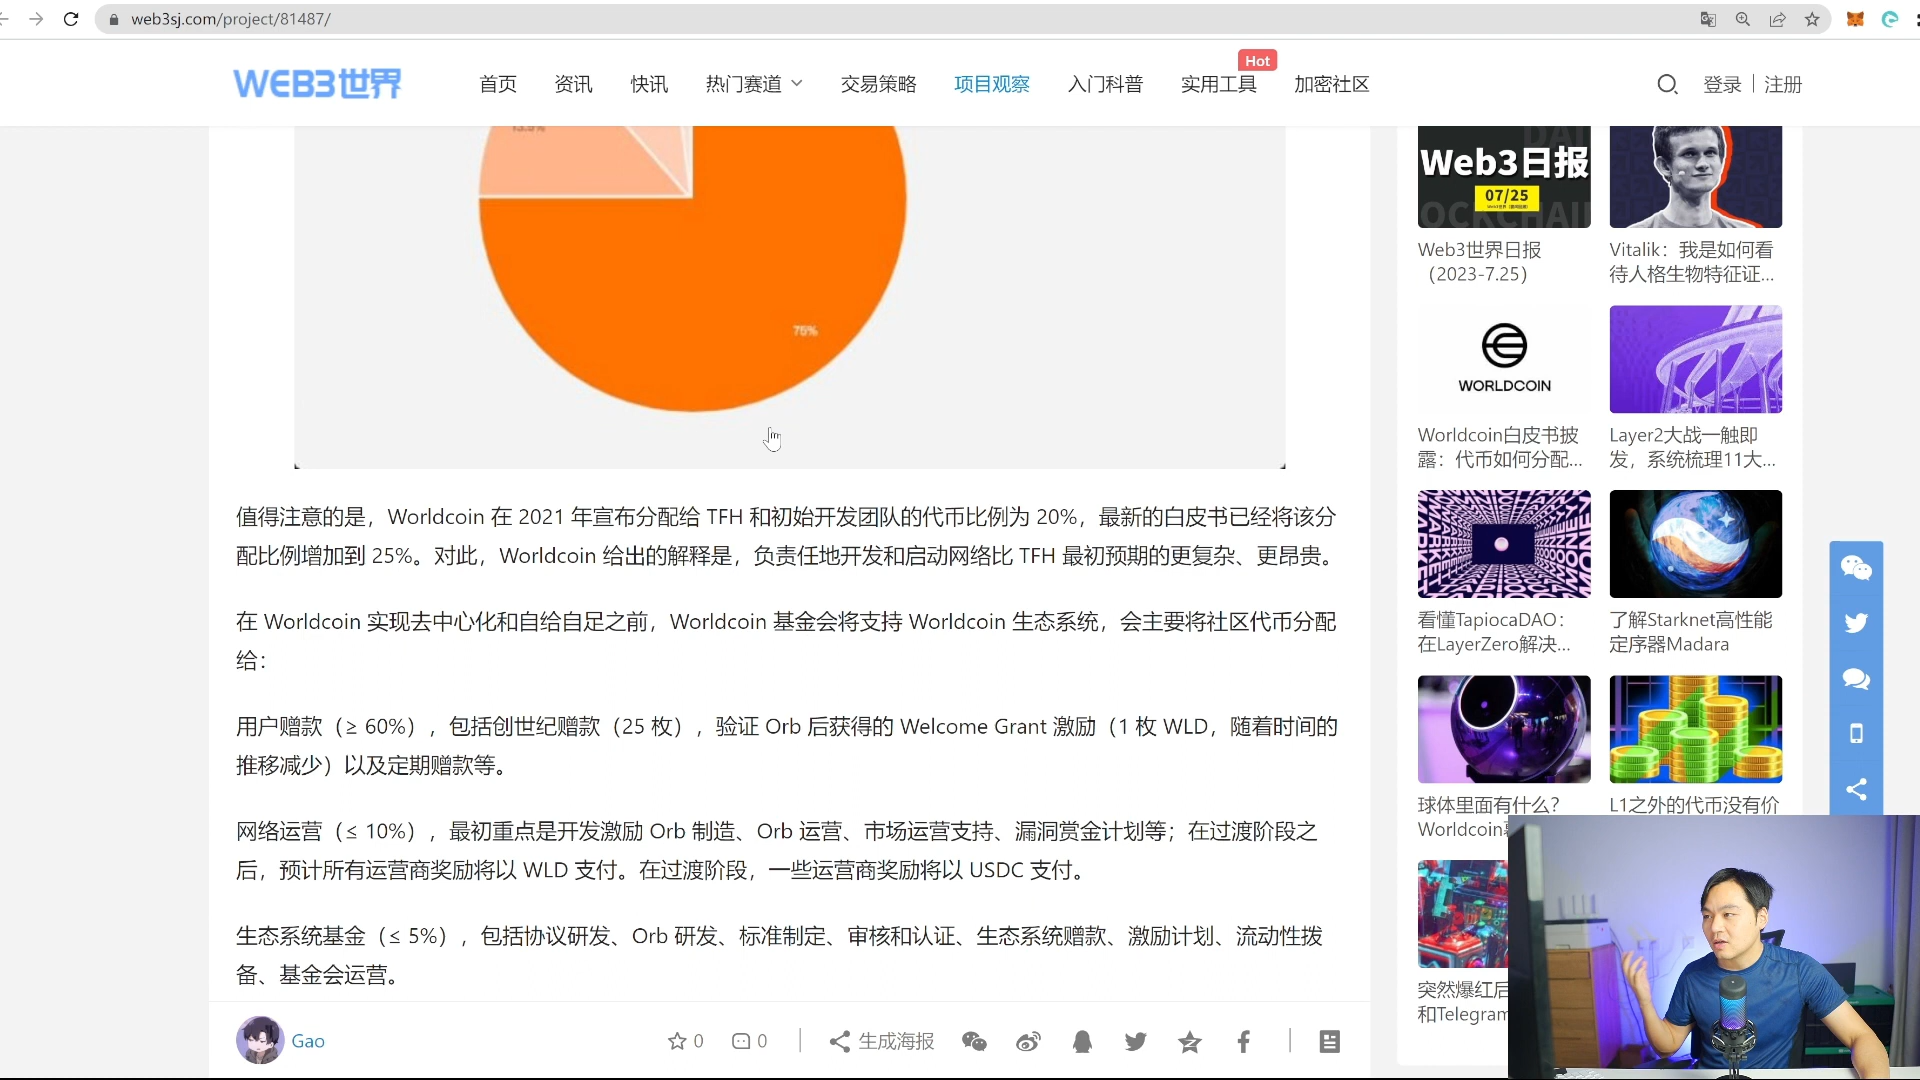 web3sj.com/project/81487/
WEB3世界
首页
资讯
快讯
热门赛道
交易策略
项目观察
入门科普
实用工具
Hot
加密社区
登录
注册
13.5%
75%
值得注意的是，Worldcoin 在 2021 年宣布分配给 TFH 和初始开发团队的代币比例为 20%，最新的白皮书已经将该分
配比例增加到 25%。对此，Worldcoin 给出的解释是，负责任地开发和启动网络比 TFH 最初预期的更复杂、更昂贵。
在 Worldcoin 实现去中心化和自给自足之前，Worldcoin 基金会将支持 Worldcoin 生态系统，会主要将社区代币分配
给：
用户赠款（≥ 60%），包括创世纪赠款（25 枚），验证 Orb 后获得的 Welcome Grant 激励（1 枚 WLD，随着时间的
推移减少）以及定期赠款等。
网络运营（≤ 10%），最初重点是开发激励 Orb 制造、Orb 运营、市场运营支持、漏洞赏金计划等；在过渡阶段之
后，预计所有运营商奖励将以 WLD 支付。在过渡阶段，一些运营商奖励将以 USDC 支付。
生态系统基金（≤ 5%），包括协议研发、Orb 研发、标准制定、审核和认证、生态系统赠款、激励计划、流动性拨
备、基金会运营。
Gao
0
0
生成海报
Web3日报
07/25
Web3世界日报
（2023-7.25）
Vitalik：我是如何看
待人格生物特征证...
WORLDCOIN
Worldcoin白皮书披
露：代币如何分配...
Layer2大战一触即
发，系统梳理11大...
看懂TapiocaDAO：
在LayerZero解决...
了解Starknet高性能
定序器Madara
球体里面有什么？
Worldcoin
L1之外的代币没有价
突然爆红后
和Telegram